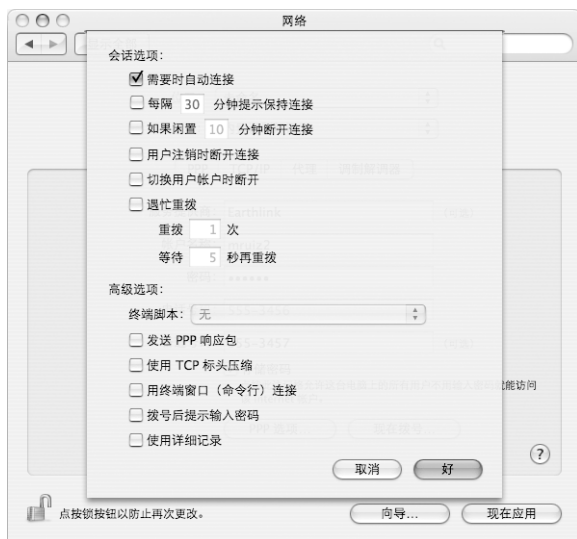 网络
会话选项:
需要时自动连接
每隔 30 分钟提示保持连接
如果闲置 10 分钟断开连接
用户注销时断开连接
切换用户帐户时断开
遇忙重拨
重拨 1 次
等待 5 秒再重拨
高级选项:
终端脚本: 无
发送 PPP 响应包
使用 TCP 标头压缩
用终端窗口（命令行）连接
拨号后提示输入密码
使用详细记录
取消 好
?
点按锁按钮以防止再次更改。
向导... 现在应用